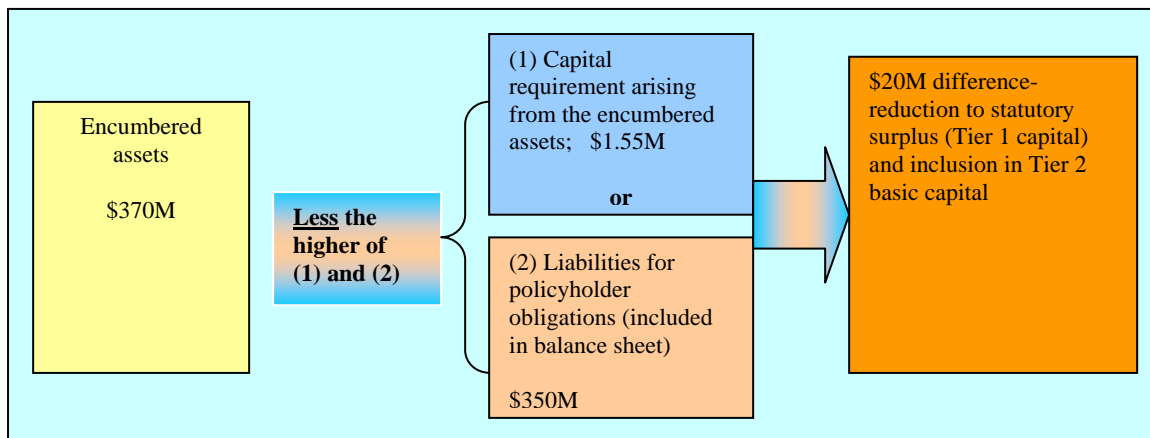 Encumbered
assets
$370M
Less the
higher of
(1) and (2)
(1) Capital
requirement arising
from the encumbered
assets; $1.55M
or
(2) Liabilities for
policyholder
obligations (included
in balance sheet)
$350M
$20M difference-
reduction to statutory
surplus (Tier 1 capital)
and inclusion in Tier 2
basic capital